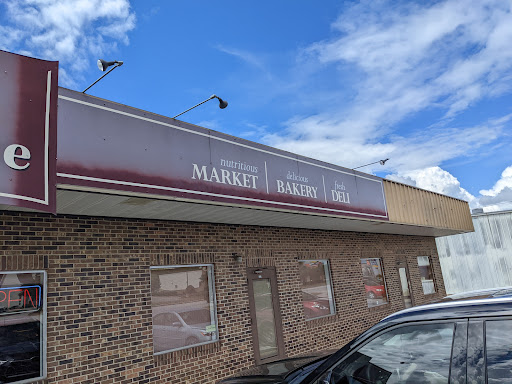 e
nutritious delicious fresh
MARKET BAKERY DELI
OPEN